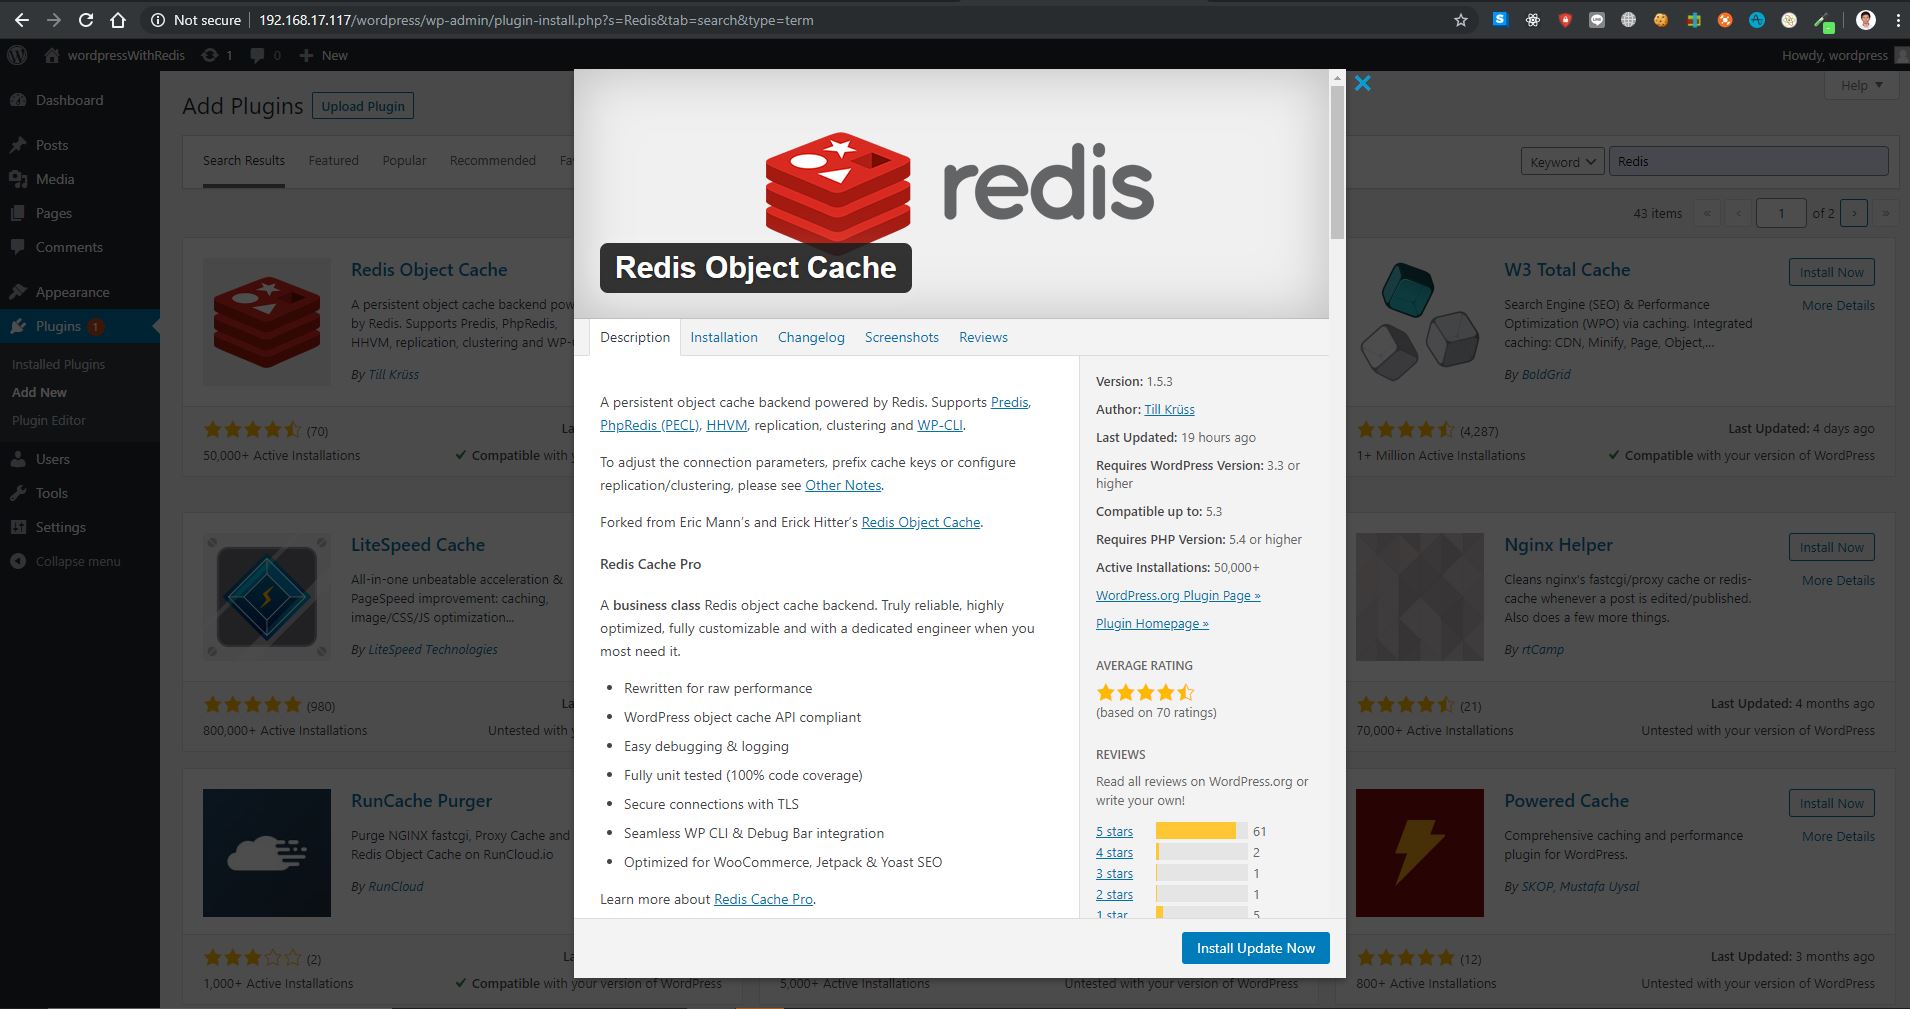 Not secure | 192.168.17.117/wordpress/wp-admin/plugin-install.php?s=Redis&tab=search&type=term
wordpressWithRedis 1 0 + New
Howdy, wordpress
Dashboard
Posts
Media
Pages
Comments
Appearance
Plugins 1
Installed Plugins
Add New
Plugin Editor
Users
Tools
Settings
Collapse menu
Add Plugins Upload Plugin
Help
Search Results Featured Popular Recommended Fa
Keyword Redis
43 items « ‹ 1 of 2 › »
Redis Object Cache
A persistent object cache backend pow
by Redis. Supports Predis, PhpRedis,
HHVM, replication, clustering and WP-
By Till Krüss
(70) La
50,000+ Active Installations Compatible with y
LiteSpeed Cache
All-in-one unbeatable acceleration &
PageSpeed improvement: caching,
image/CSS/JS optimization...
By LiteSpeed Technologies
(980) La
800,000+ Active Installations Untested with y
RunCache Purger
Purge NGINX fastcgi, Proxy Cache and
Redis Object Cache on RunCloud.io
By RunCloud
(2) La
1,000+ Active Installations Compatible with your version of WordPress
redis
Redis Object Cache
Description Installation Changelog Screenshots Reviews
A persistent object cache backend powered by Redis. Supports Predis,
PhpRedis (PECL), HHVM, replication, clustering and WP-CLI.
To adjust the connection parameters, prefix cache keys or configure
replication/clustering, please see Other Notes.
Forked from Eric Mann’s and Erick Hitter’s Redis Object Cache.
Redis Cache Pro
A business class Redis object cache backend. Truly reliable, highly
optimized, fully customizable and with a dedicated engineer when you
most need it.
• Rewritten for raw performance
• WordPress object cache API compliant
• Easy debugging & logging
• Fully unit tested (100% code coverage)
• Secure connections with TLS
• Seamless WP CLI & Debug Bar integration
• Optimized for WooCommerce, Jetpack & Yoast SEO
Learn more about Redis Cache Pro.
Version: 1.5.3
Author: Till Krüss
Last Updated: 19 hours ago
Requires WordPress Version: 3.3 or
higher
Compatible up to: 5.3
Requires PHP Version: 5.4 or higher
Active Installations: 50,000+
WordPress.org Plugin Page »
Plugin Homepage »
AVERAGE RATING
(based on 70 ratings)
REVIEWS
Read all reviews on WordPress.org or
write your own!
5 stars 61
4 stars 2
3 stars 1
2 stars 1
1 star 5
Install Update Now
5,000+ Active Installations Untested with your version of WordPress
W3 Total Cache
Install Now
More Details
Search Engine (SEO) & Performance
Optimization (WPO) via caching. Integrated
caching: CDN, Minify, Page, Object,...
By BoldGrid
(4,287) Last Updated: 4 days ago
1+ Million Active Installations Compatible with your version of WordPress
Nginx Helper
Install Now
More Details
Cleans nginx's fastcgi/proxy cache or redis-
cache whenever a post is edited/published.
Also does a few more things.
By rtCamp
(21) Last Updated: 4 months ago
70,000+ Active Installations Untested with your version of WordPress
Powered Cache
Install Now
More Details
Comprehensive caching and performance
plugin for WordPress.
By SKOP, Mustafa Uysal
(12) Last Updated: 3 months ago
800+ Active Installations Untested with your version of WordPress